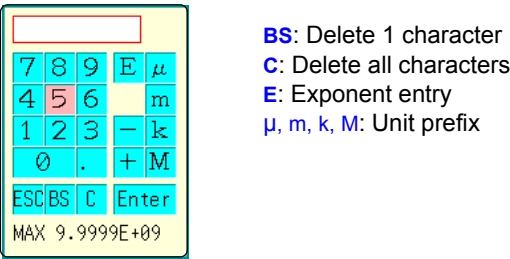 7 8 9 E μ
4 5 6 m
1 2 3 − k
0 . + M
ESC BS C Enter
MAX 9.9999E+09
BS: Delete 1 character
C: Delete all characters
E: Exponent entry
μ, m, k, M: Unit prefix